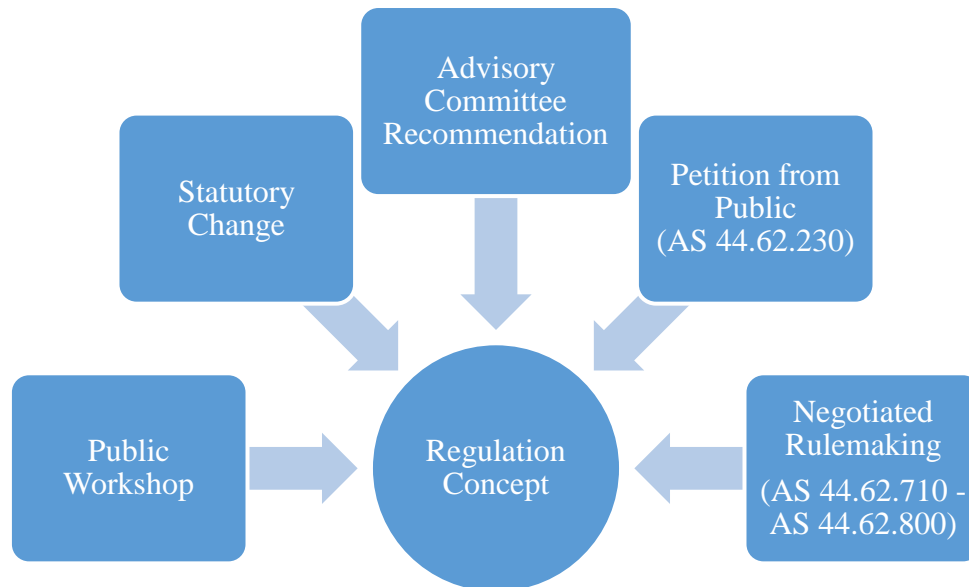 Advisory
Committee
Recommendation
Statutory
Change
Petition from
Public
(AS 44.62.230)
Public
Workshop
Regulation
Concept
Negotiated
Rulemaking
(AS 44.62.710 -
AS 44.62.800)